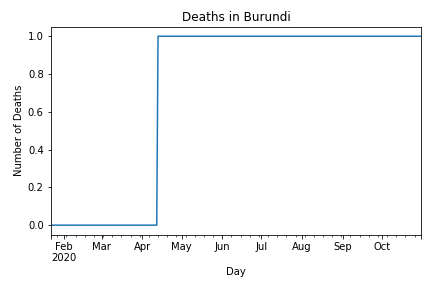 Deaths in Burundi
Number of Deaths
1.0
0.8
0.6
0.4
0.2
0.0
Feb Mar Apr May Jun Jul Aug Sep Oct
2020
Day